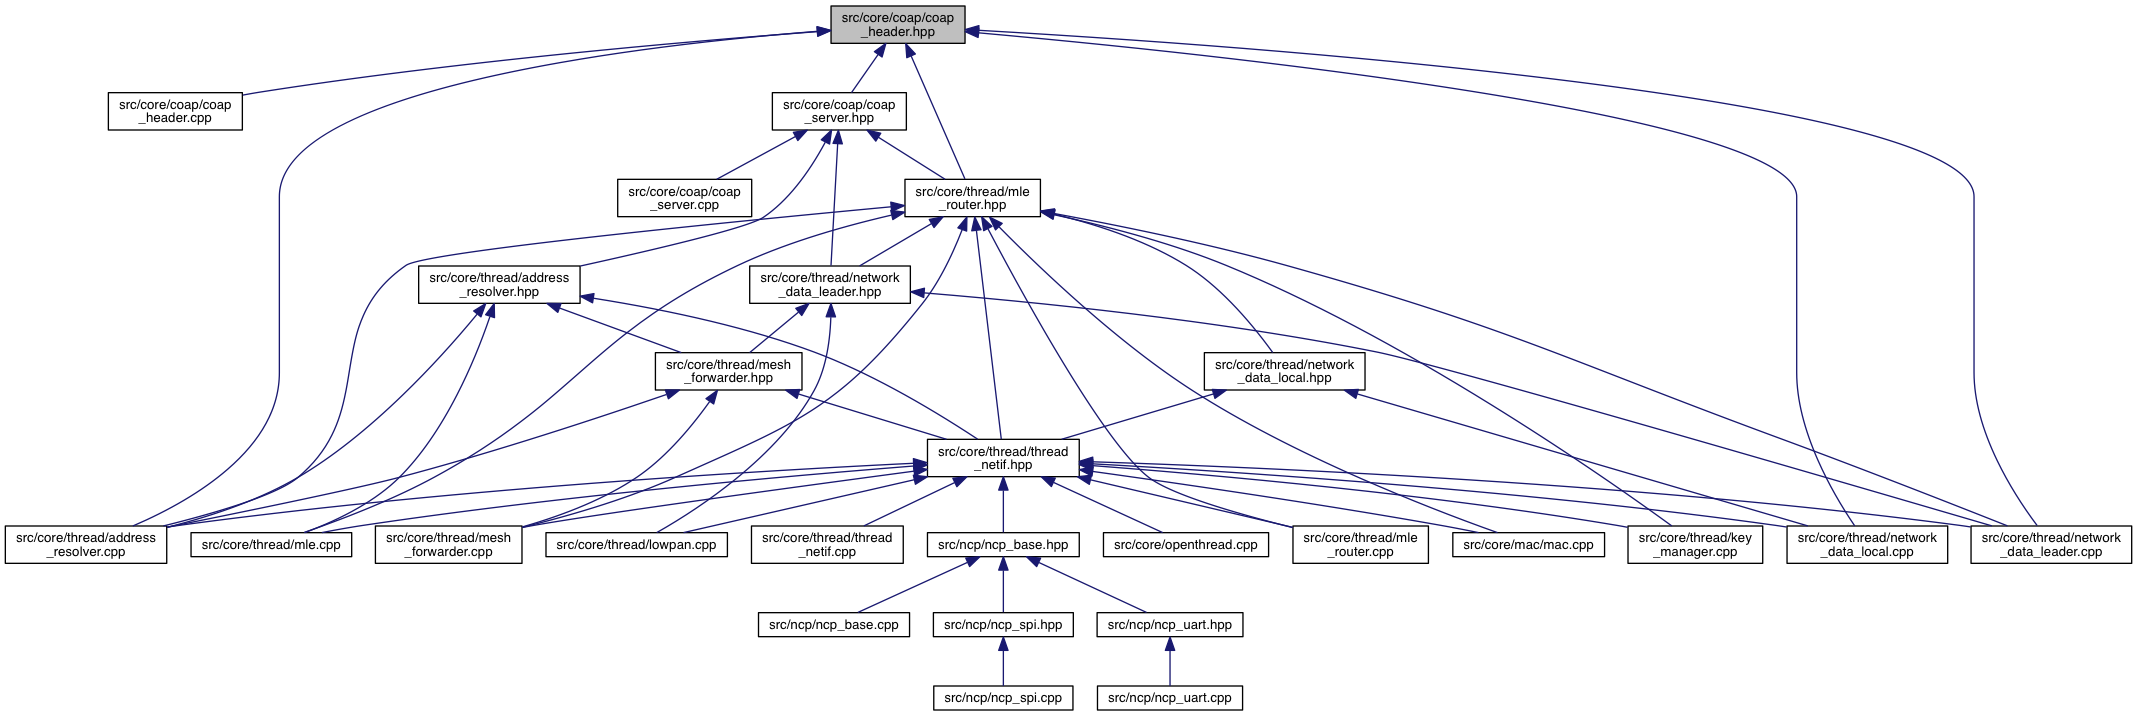 src/core/coap/coap
_header.hpp
src/core/coap/coap
_header.cpp
src/core/coap/coap
_server.hpp
src/core/coap/coap
_server.cpp
src/core/thread/mle
_router.hpp
src/core/thread/address
_resolver.hpp
src/core/thread/network
_data_leader.hpp
src/core/thread/mesh
_forwarder.hpp
src/core/thread/network
_data_local.hpp
src/core/thread/thread
_netif.hpp
src/core/thread/address
_resolver.cpp
src/core/thread/mle.cpp
src/core/thread/mesh
_forwarder.cpp
src/core/thread/lowpan.cpp
src/core/thread/thread
_netif.cpp
src/ncp/ncp_base.hpp
src/core/openthread.cpp
src/core/thread/mle
_router.cpp
src/core/mac/mac.cpp
src/core/thread/key
_manager.cpp
src/core/thread/network
_data_local.cpp
src/core/thread/network
_data_leader.cpp
src/ncp/ncp_base.cpp
src/ncp/ncp_spi.hpp
src/ncp/ncp_uart.hpp
src/ncp/ncp_spi.cpp
src/ncp/ncp_uart.cpp